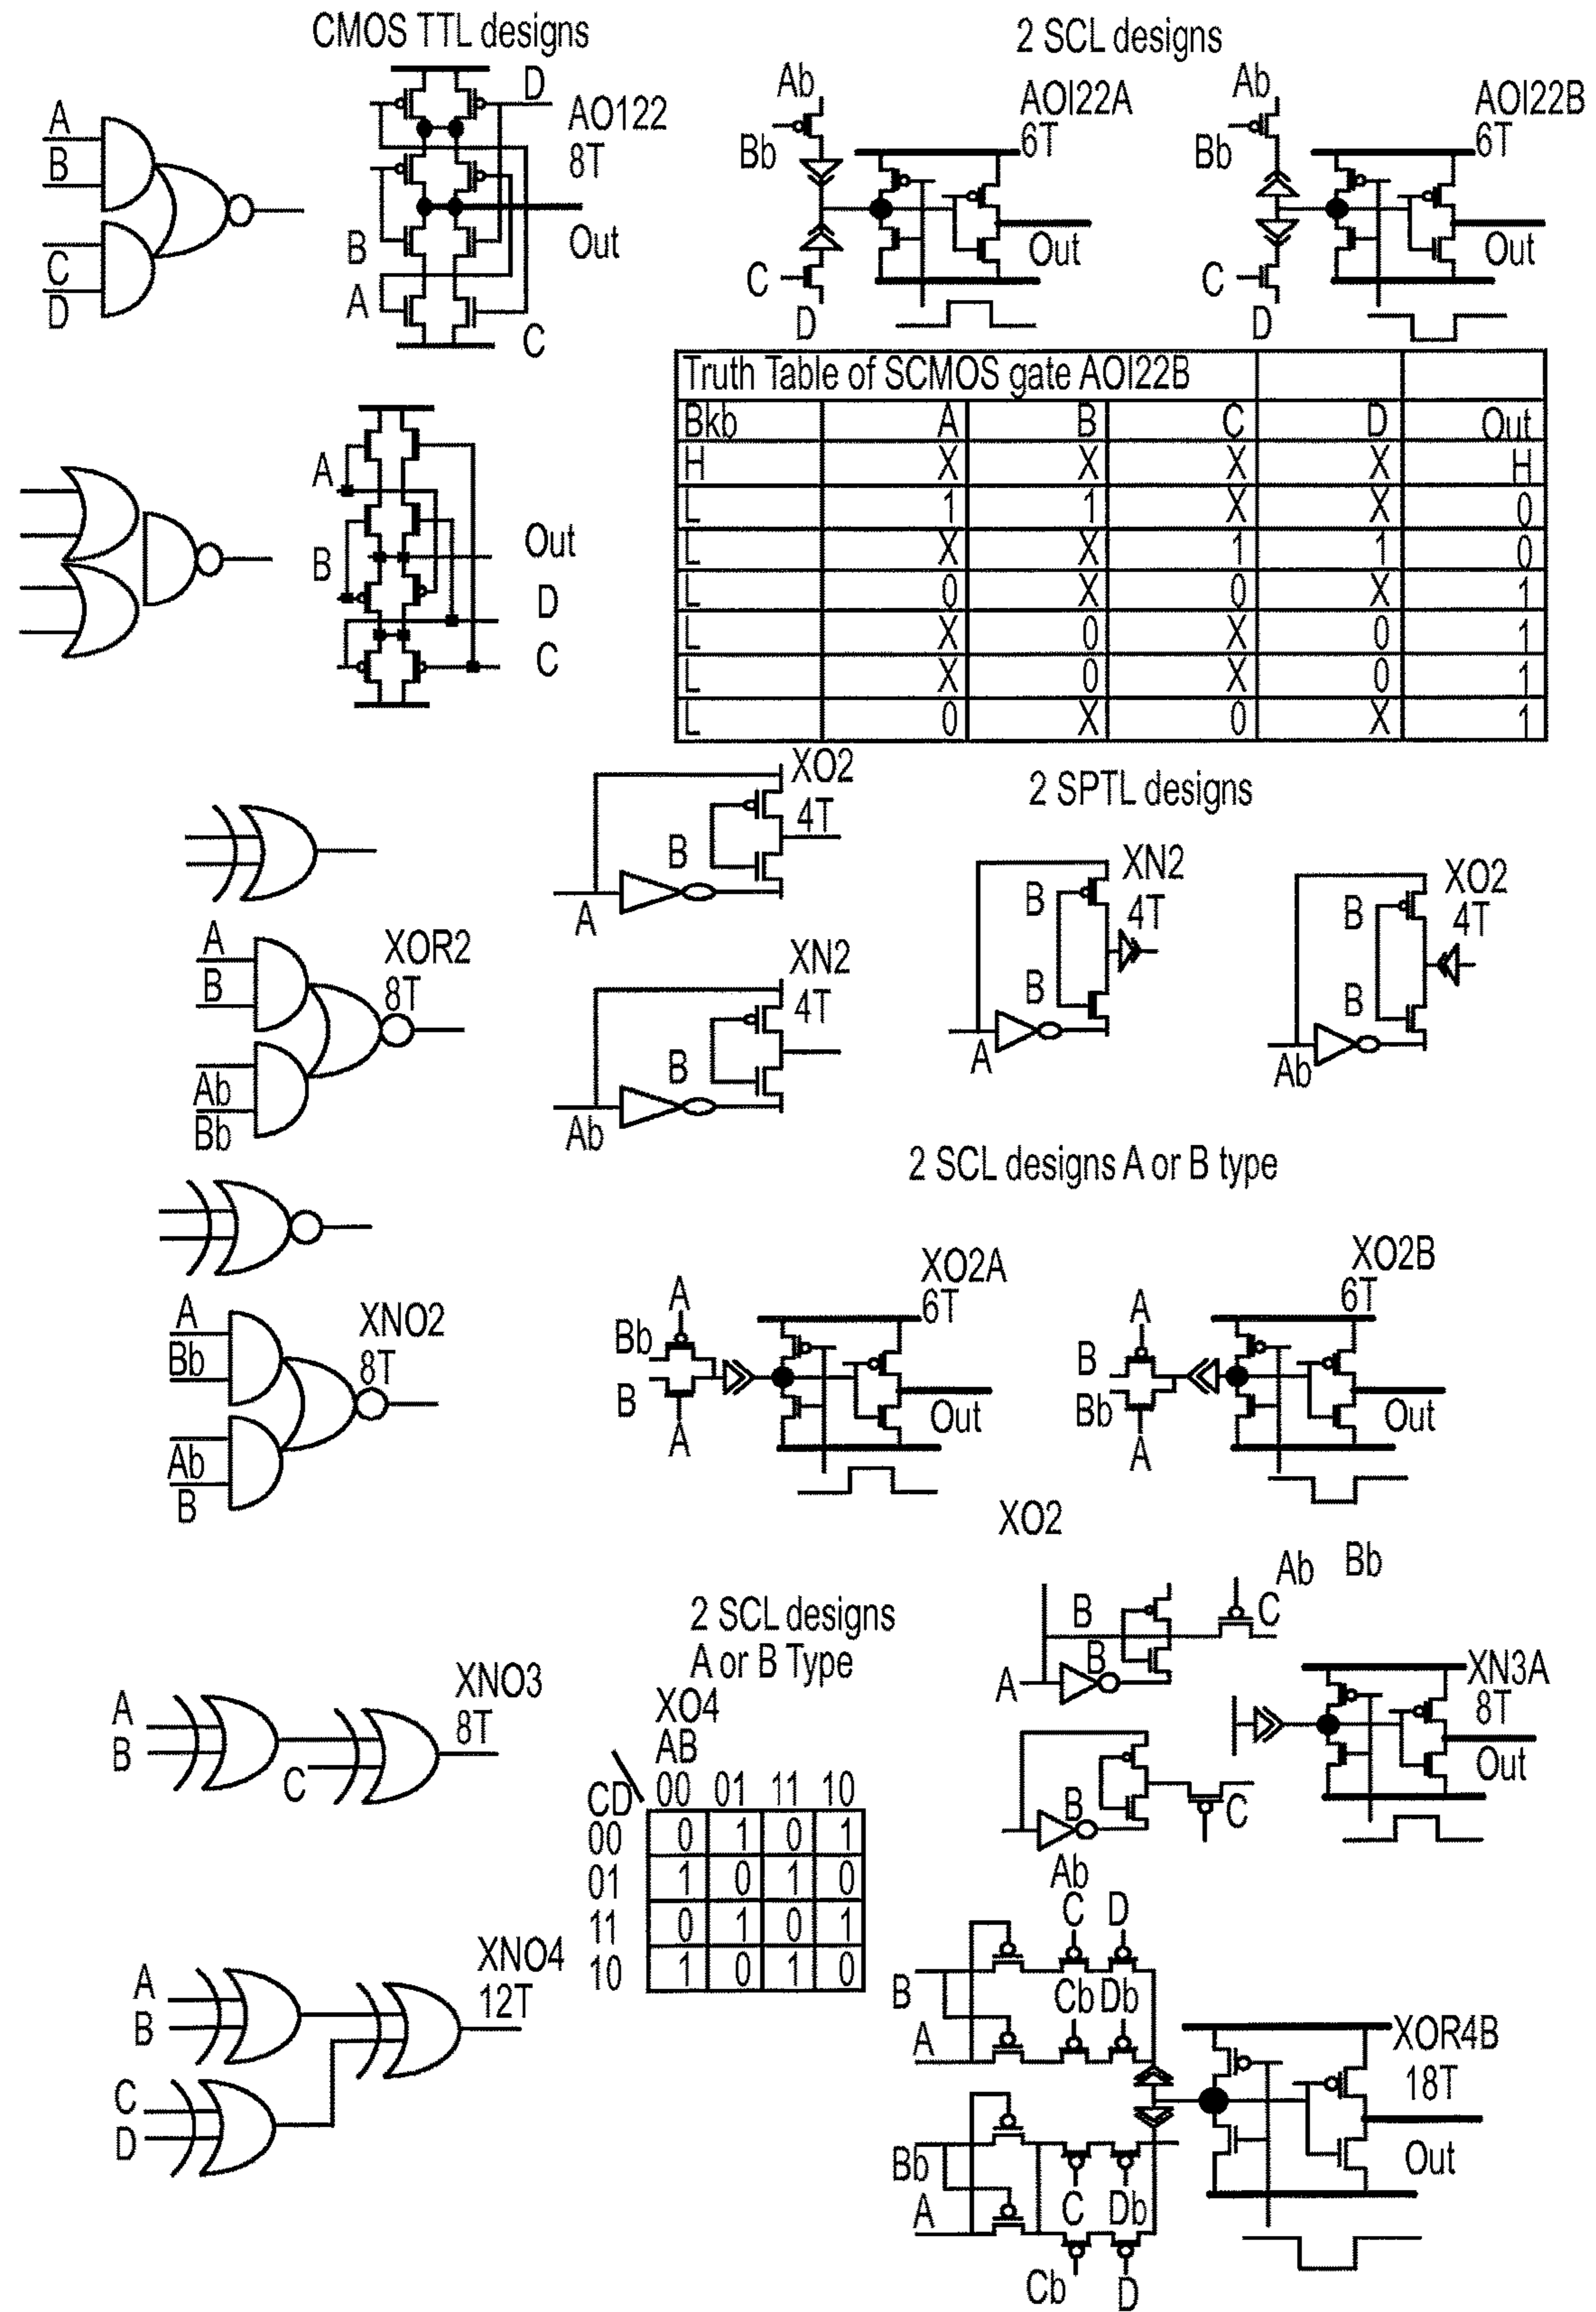 CMOS TTL designs
2 SCL designs
A
B
C
D
D
AO122
8T
B
A
Out
C
Ab
Bb
C
D
AOI22A
6T
Out
Ab
Bb
C
D
AOI22B
6T
Out
Truth Table of SCMOS gate AOI22B
Bkb A B C D Out
H X X X X H
L 1 1 X X 0
L X X 1 1 0
L 0 X 0 X 1
L X 0 X 0 1
L X 0 X 0 1
L 0 X 0 X 1
A
B
Out
D
C
XO2
4T
B
A
2 SPTL designs
XN2
4T
B
B
A
XO2
4T
B
B
Ab
A
B
XOR2
8T
Ab
Bb
XN2
4T
B
Ab
2 SCL designs A or B type
A
Bb
XNO2
8T
Ab
B
XO2A
6T
A
Bb
B
A
Out
XO2B
6T
A
B
Bb
A
Out
XO2
Ab Bb
B
C
B
A
2 SCL designs
A or B Type
XO4
AB
CD 00 01 11 10
00 0 1 0 1
01 1 0 1 0
11 0 1 0 1
10 1 0 1 0
A
B
C
XNO3
8T
XN3A
8T
Out
B
C
Ab
A
B
C
D
XNO4
12T
C D
B
Cb Db
A
XOR4B
18T
Out
Bb
C Db
A
Cb D